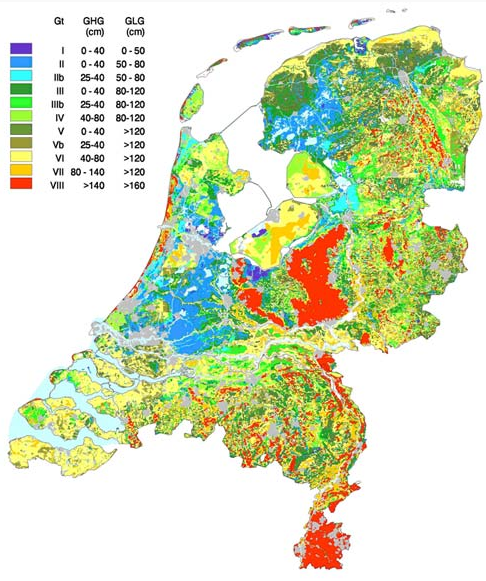 Gt GHG GLG
(cm) (cm)
I 0 - 40 0 - 50
II 0 - 40 50 - 80
IIb 25-40 50 - 80
III 0 - 40 80-120
IIIb 25-40 80-120
IV 40-80 80-120
V 0 - 40 >120
Vb 25-40 >120
VI 40-80 >120
VII 80 - 140 >120
VIII >140 >160